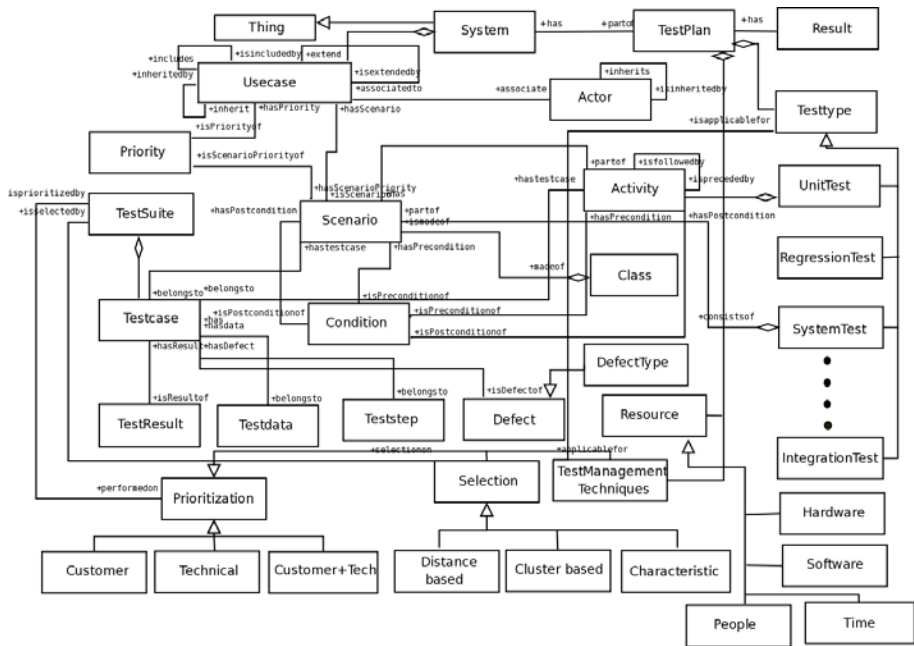 Thing
System
+has
+partof
TestPlan
+has
Result
+includes
+isincludedby
+extend
+inheritedby
Usecase
+isextendedby
+associatedto
+inherit
+hasPriority
+hasScenario
+associate
Actor
+inherits
+isinheritedby
+isapplicablefor
Testtype
+isPriorityof
Priority
+isScenarioPriorityof
+partof
+isfollowedby
+hastestcase
Activity
+isprecededby
UnitTest
isprioritizedby
+isselectedby
TestSuite
+hasPostcondition
+hasScenarioPriority
Scenario
+partof
+hasPrecondition
+hasPostcondition
+hastestcase
+hasPrecondition
RegressionTest
+madeof
Class
+belongsto
+belongsto
+isPreconditionof
Testcase
+isPostconditionof
+has
+hasdata
Condition
+isPreconditionof
+isPostconditionof
+consistsof
SystemTest
+hasResult
+hasDefect
DefectType
+isResultof
+belongsto
+belongsto
+isDefectof
TestResult
Testdata
Teststep
Defect
Resource
IntegrationTest
+selectionon
+applicablefor
+performedon
Prioritization
Selection
TestManagement
Techniques
Hardware
Customer
Technical
Customer+Tech
Distance
based
Cluster based
Characteristic
Software
People
Time